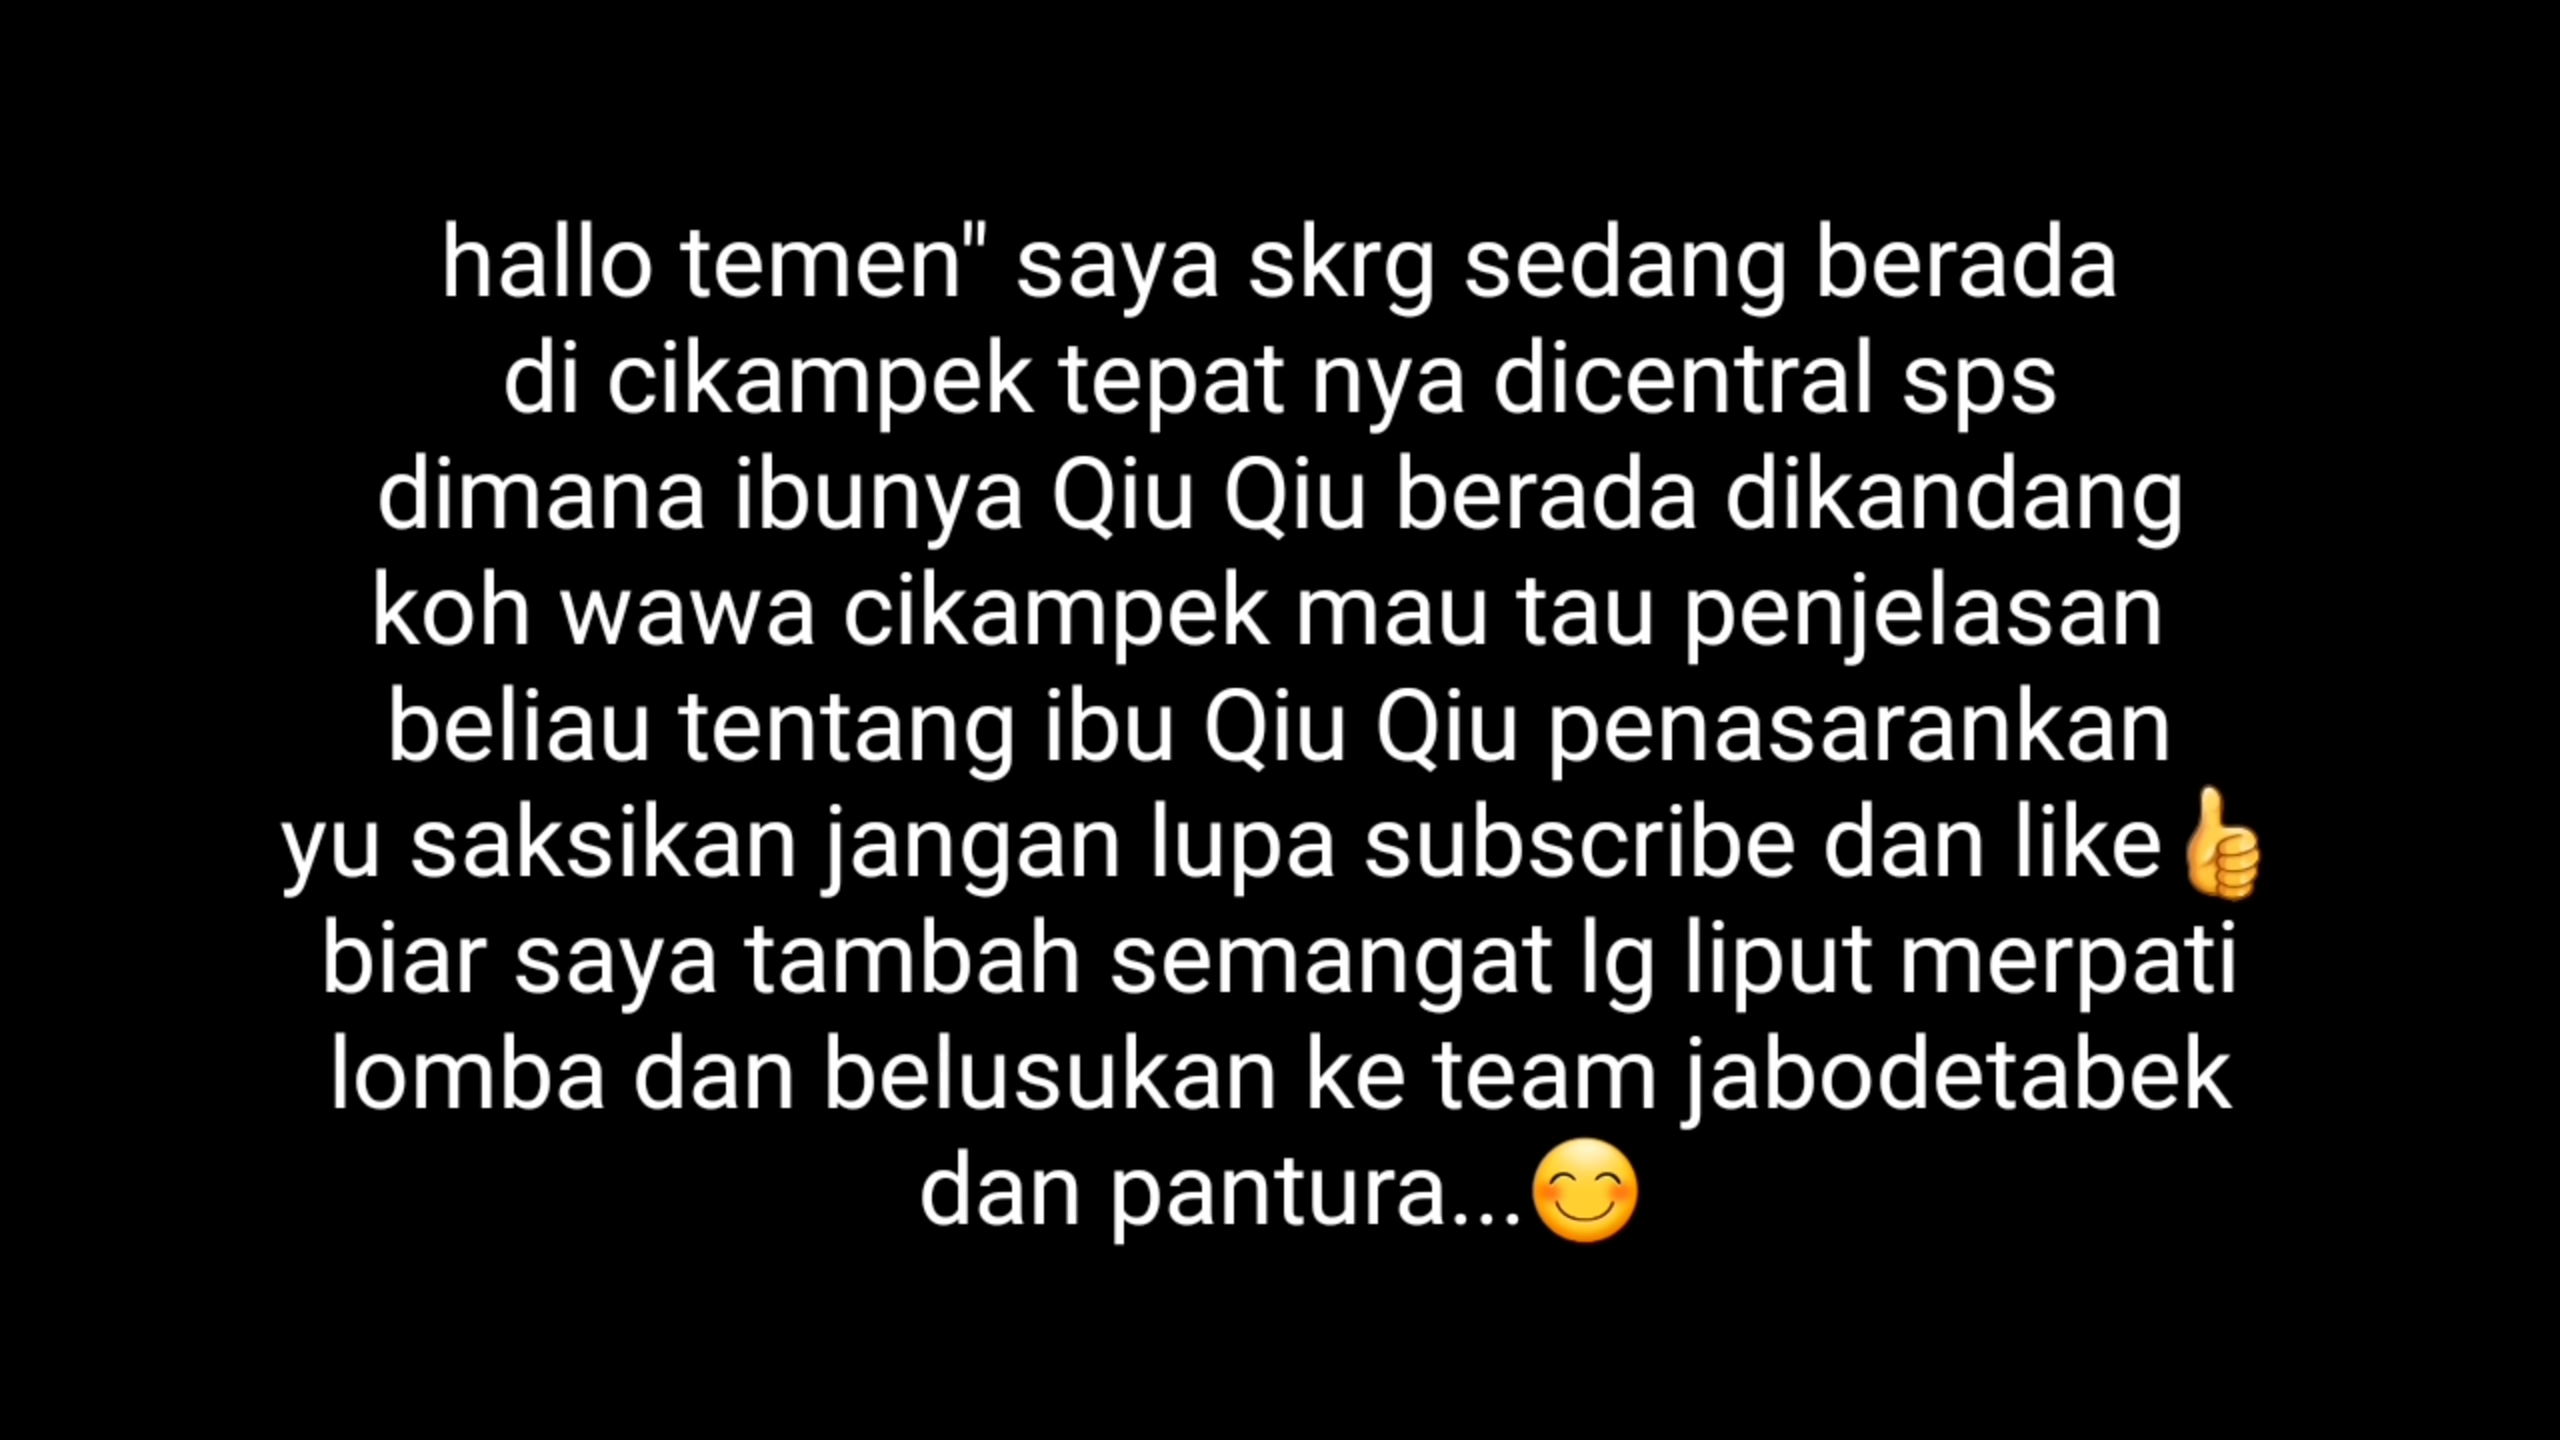 hallo temen" saya skrg sedang berada
di cikampek tepat nya dicentral sps
dimana ibunya Qiu Qiu berada dikandang
koh wawa cikampek mau tau penjelasan
beliau tentang ibu Qiu Qiu penasarankan
yu saksikan jangan lupa subscribe dan like👍
biar saya tambah semangat lg liput merpati
lomba dan belusukan ke team jabodetabek
dan pantura...😊